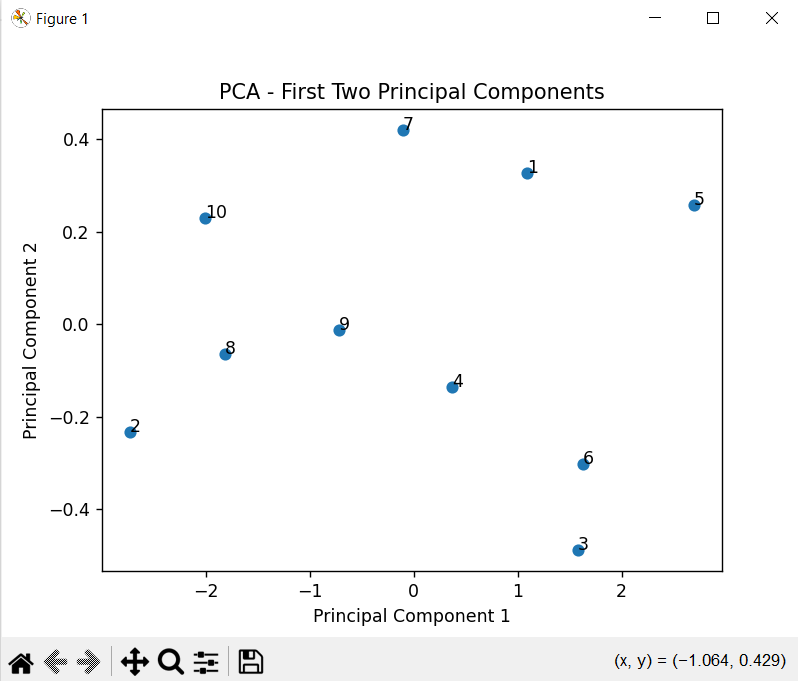 Figure 1
PCA - First Two Principal Components
0.4
0.2
0.0
−0.2
−0.4
Principal Component 2
7
1
5
10
9
8
4
2
6
3
−2 −1 0 1 2
Principal Component 1
(x, y) = (−1.064, 0.429)